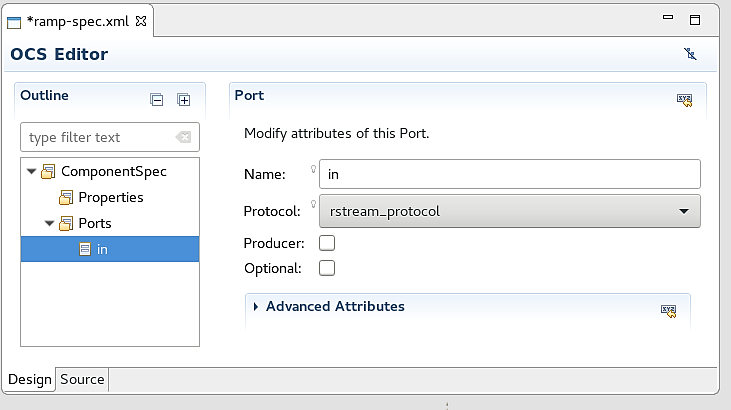 *ramp-spec.xml
OCS Editor
Outline
type filter text
ComponentSpec
Properties
Ports
in
Port
Modify attributes of this Port.
Name: in
Protocol: rstream_protocol
Producer:
Optional:
Advanced Attributes
Design Source